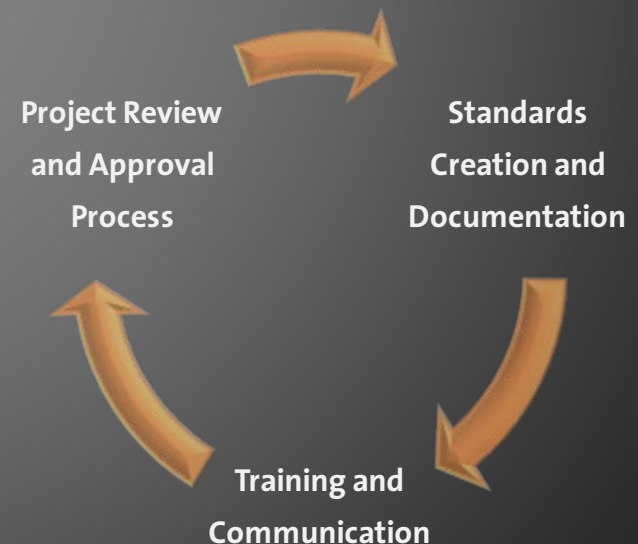 Project Review
and Approval
Process
Standards
Creation and
Documentation
Training and
Communication